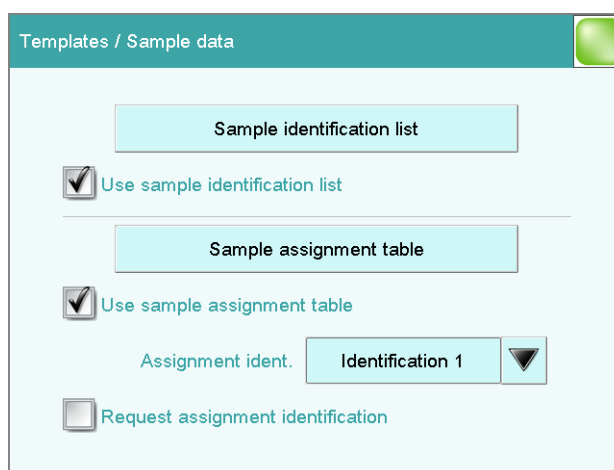 Templates / Sample data
Sample identification list
Use sample identification list
Sample assignment table
Use sample assignment table
Assignment ident. Identification 1
Request assignment identification